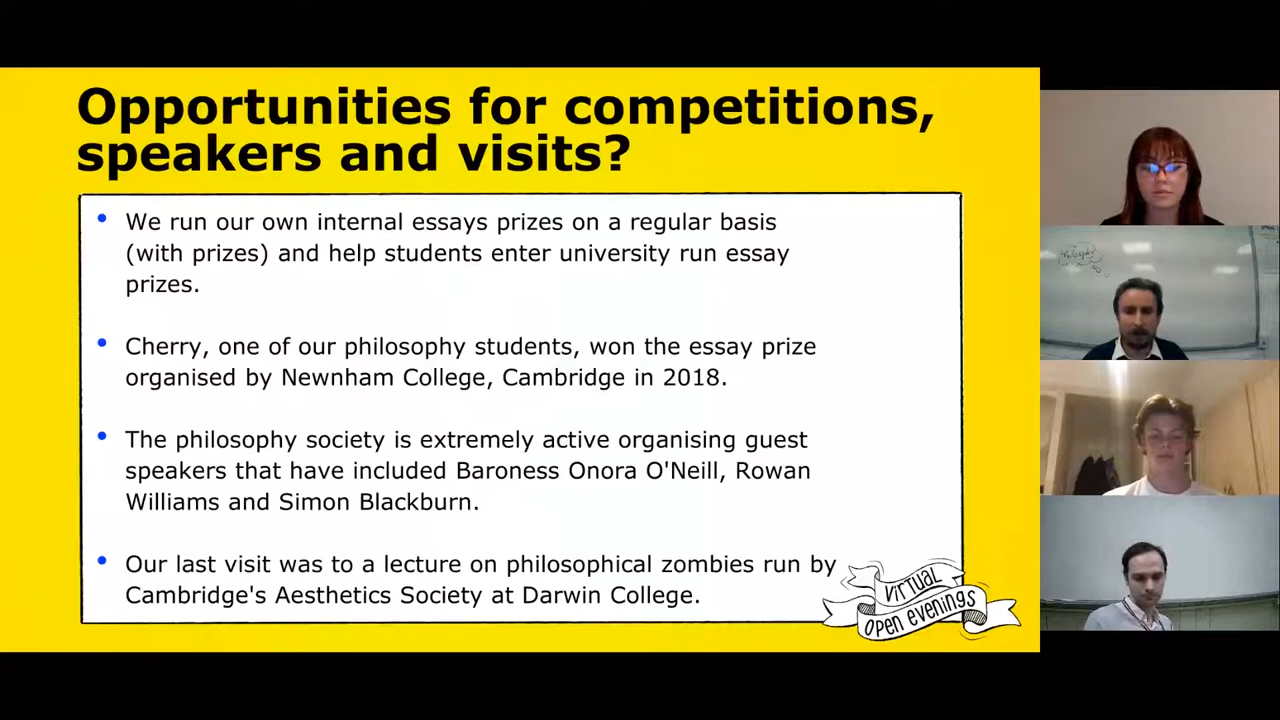 Opportunities for competitions,
speakers and visits?
• We run our own internal essays prizes on a regular basis
(with prizes) and help students enter university run essay
prizes.
• Cherry, one of our philosophy students, won the essay prize
organised by Newnham College, Cambridge in 2018.
• The philosophy society is extremely active organising guest
speakers that have included Baroness Onora O'Neill, Rowan
Williams and Simon Blackburn.
• Our last visit was to a lecture on philosophical zombies run by
Cambridge's Aesthetics Society at Darwin College.
VIRTUAL
OPEN EVENINGS
Philosophy